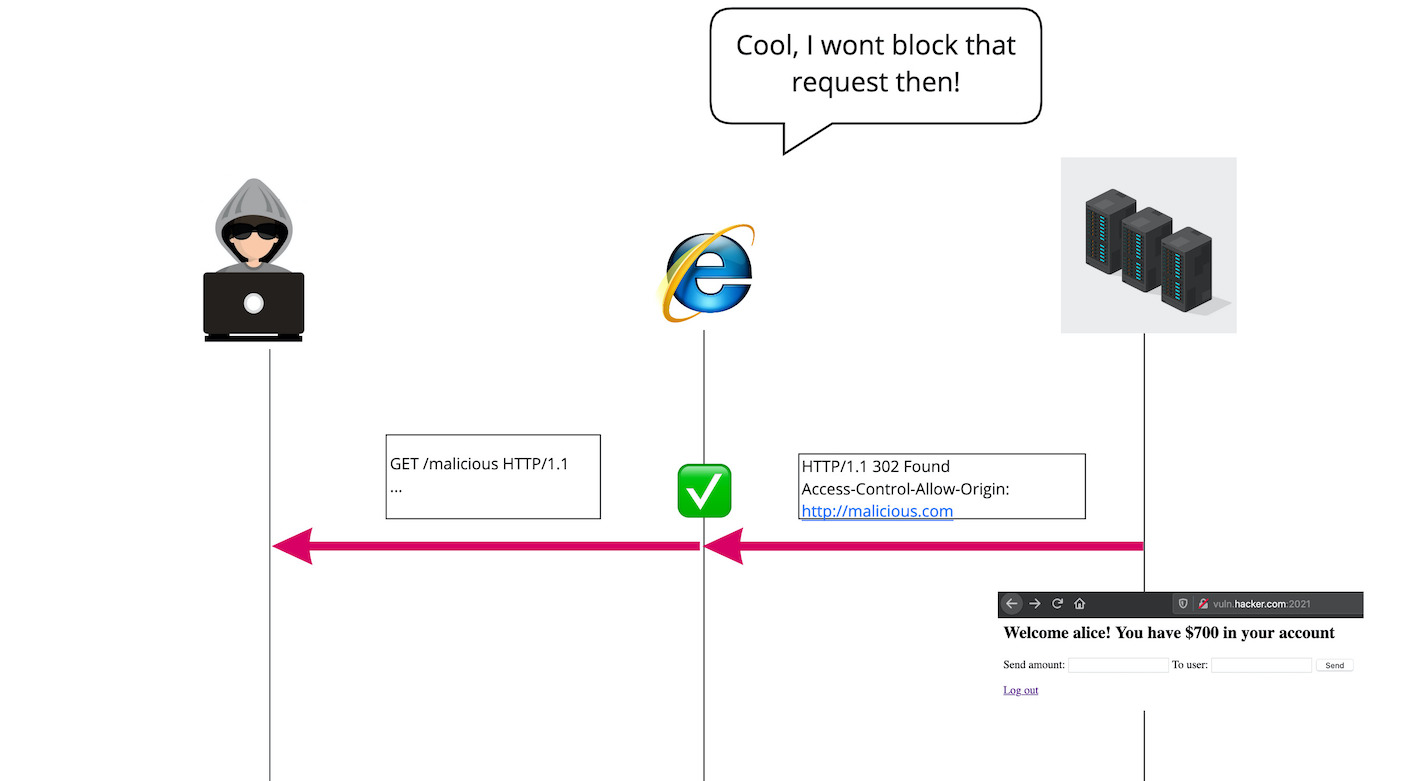 Cool, I wont block that
request then!
GET /malicious HTTP/1.1
...
HTTP/1.1 302 Found
Access-Control-Allow-Origin:
http://malicious.com
vuln.hacker.com:2021
Welcome alice! You have $700 in your account
Send amount: To user: Send
Log out